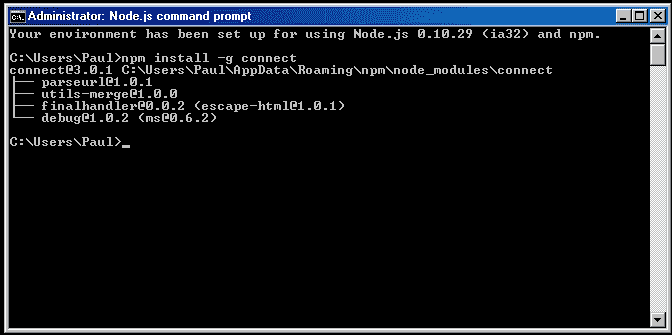 Administrator: Node.js command prompt
Your environment has been set up for using Node.js 0.10.29 (ia32) and npm.
C:\Users\Paul>npm install -g connect
connect@3.0.1 C:\Users\Paul\AppData\Roaming\npm\node_modules\connect
├── parseurl@1.0.1
├── utils-merge@1.0.0
├── finalhandler@0.0.2 (escape-html@1.0.1)
└── debug@1.0.2 (ms@0.6.2)
C:\Users\Paul>_